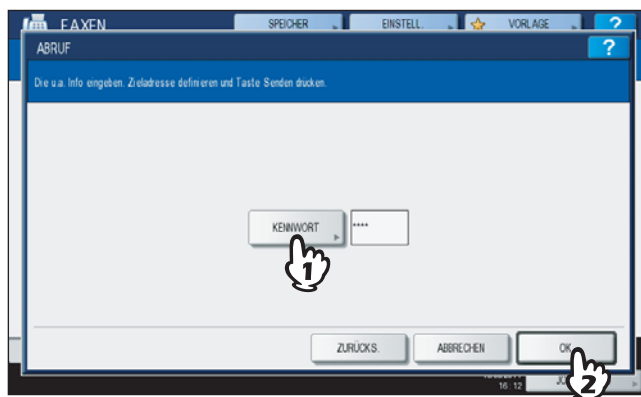 FAXEN SPEICHER EINSTELL. VORLAGE ?
ABRUF ?
Die u.a. Info eingeben. Zieladresse definieren und Taste Senden drücken.
KENNWORT ****
1
ZURÜCKS. ABBRECHEN OK
2
16:12